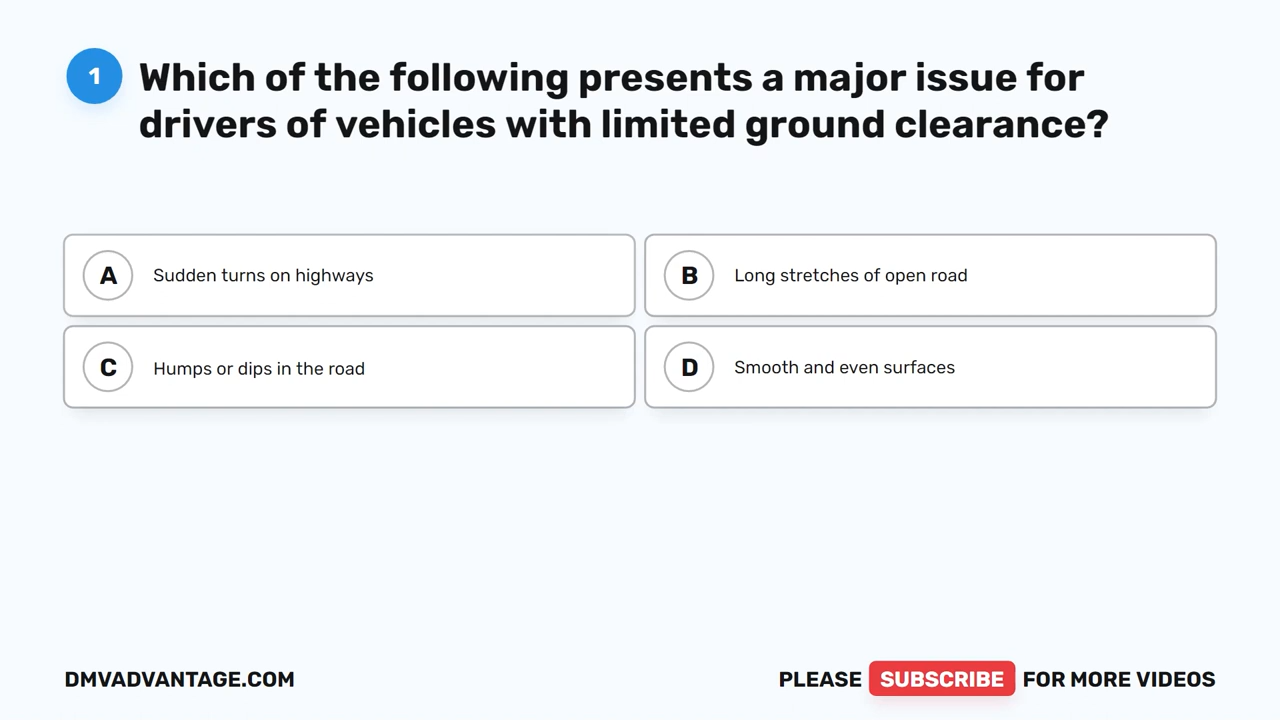 1
Which of the following presents a major issue for
drivers of vehicles with limited ground clearance?
A Sudden turns on highways
B Long stretches of open road
C Humps or dips in the road
D Smooth and even surfaces
DMVADVANTAGE.COM
PLEASE SUBSCRIBE FOR MORE VIDEOS